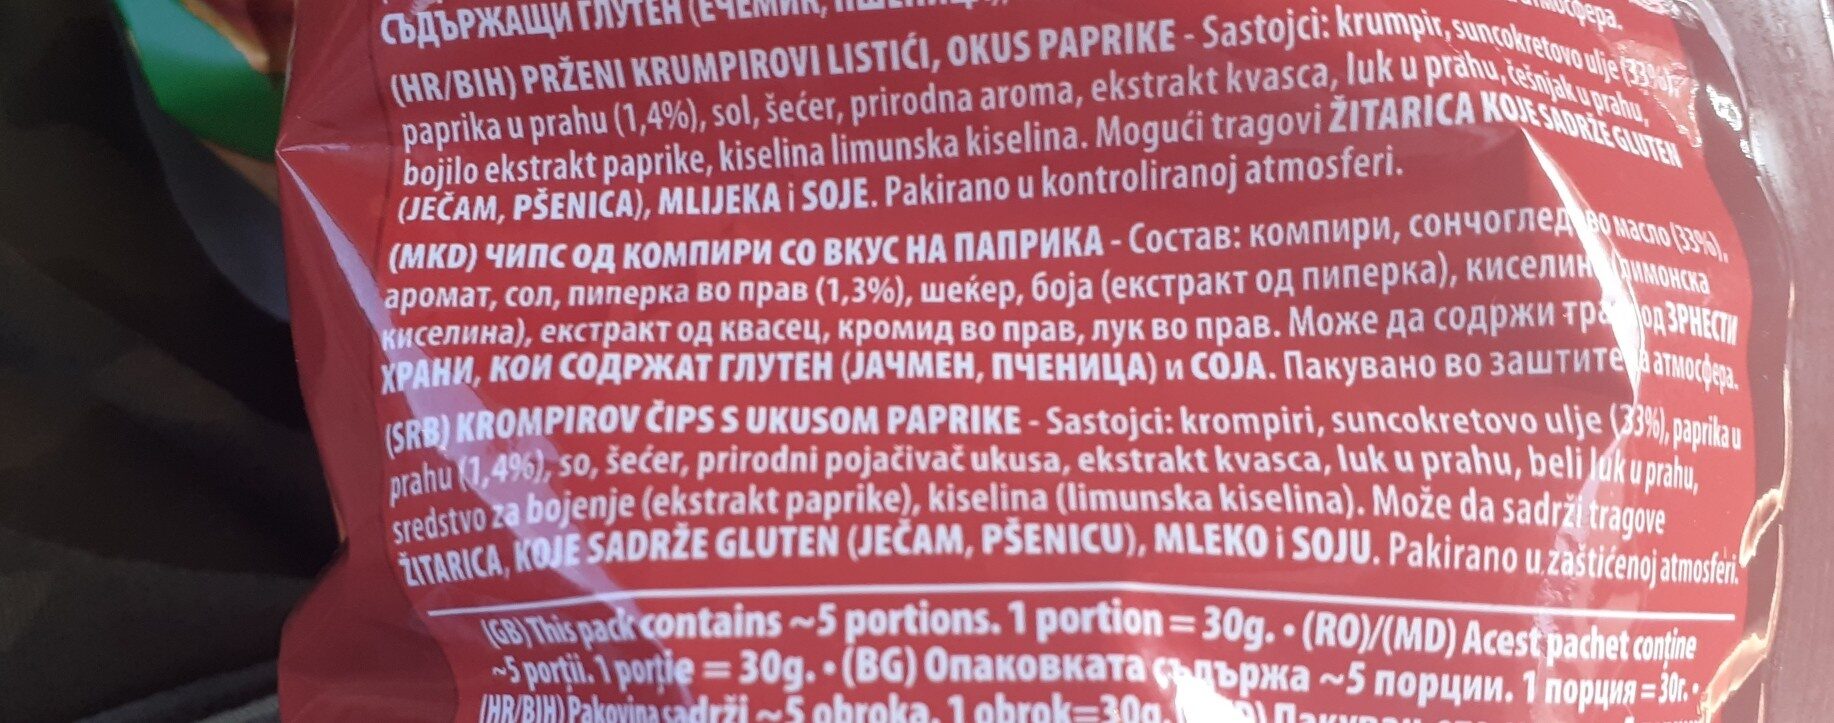 СЪДЪРЖАЩИ ГЛУТЕН (ЕЧЕМИК,
(HR/BIH) PRŽENI KRUMPIROVI LISTIĆI, OKUS PAPRIKE - Sastojci: krumpir, suncokretovo ulje (33%),
paprika u prahu (1,4%), sol, šećer, prirodna aroma, ekstrakt kvasca, luk u prahu, češnjak u prahu,
bojilo ekstrakt paprike, kiselina limunska kiselina. Mogući tragovi ŽITARICA KOJE SADRŽE GLUTEN
(JEČAM, PŠENICA), MLIJEKA i SOJE. Pakirano u kontroliranoj atmosferi.
(MKD) ЧИПС ОД КОМПИРИ СО ВКУС НА ПАПРИКА - Состав: компири, масло (33%),
аромат, сол, пиперка во прав (1,3%), шеќер, боја (екстракт од пиперка), (лимонска
киселина), екстракт од квасец, кромид во прав, лук во прав. Може да содржи од ЗРНЕСТИ
ХРАНИ, КОИ СОДРЖАТ ГЛУТЕН (ЈАЧМЕН, ПЧЕНИЦА) и СОЈА. Пакувано во атмосфера.
(SRB) KROMPIROV ČIPS S UKUSOM PAPRIKE - Sastojci: krompiri, suncokretovo ulje (33%), paprika u
prahu (1,4%), so, šećer, prirodni pojačivač ukusa, ekstrakt kvasca, luk u prahu, beli luk u prahu,
sredstvo za bojenje (ekstrakt paprike), kiselina (limunska kiselina). Može da sadrži tragove
ŽITARICA, KOJE SADRŽE GLUTEN (JEČAM, PŠENICU), MLEKO i SOJU. Pakirano u zaštićenoj atmosferi.
(GB) This pack contains ~5 portions. 1 portion = 30g. • (RO)/(MD) Acest pachet conține
~5 porții. 1 porție = 30g. • (BG) Опаковката съдържа ~5 порции. 1 порция = 30г. •
(HR/BIH) Pakovina sadrži ~5 obroka. 1 obrok=30g.